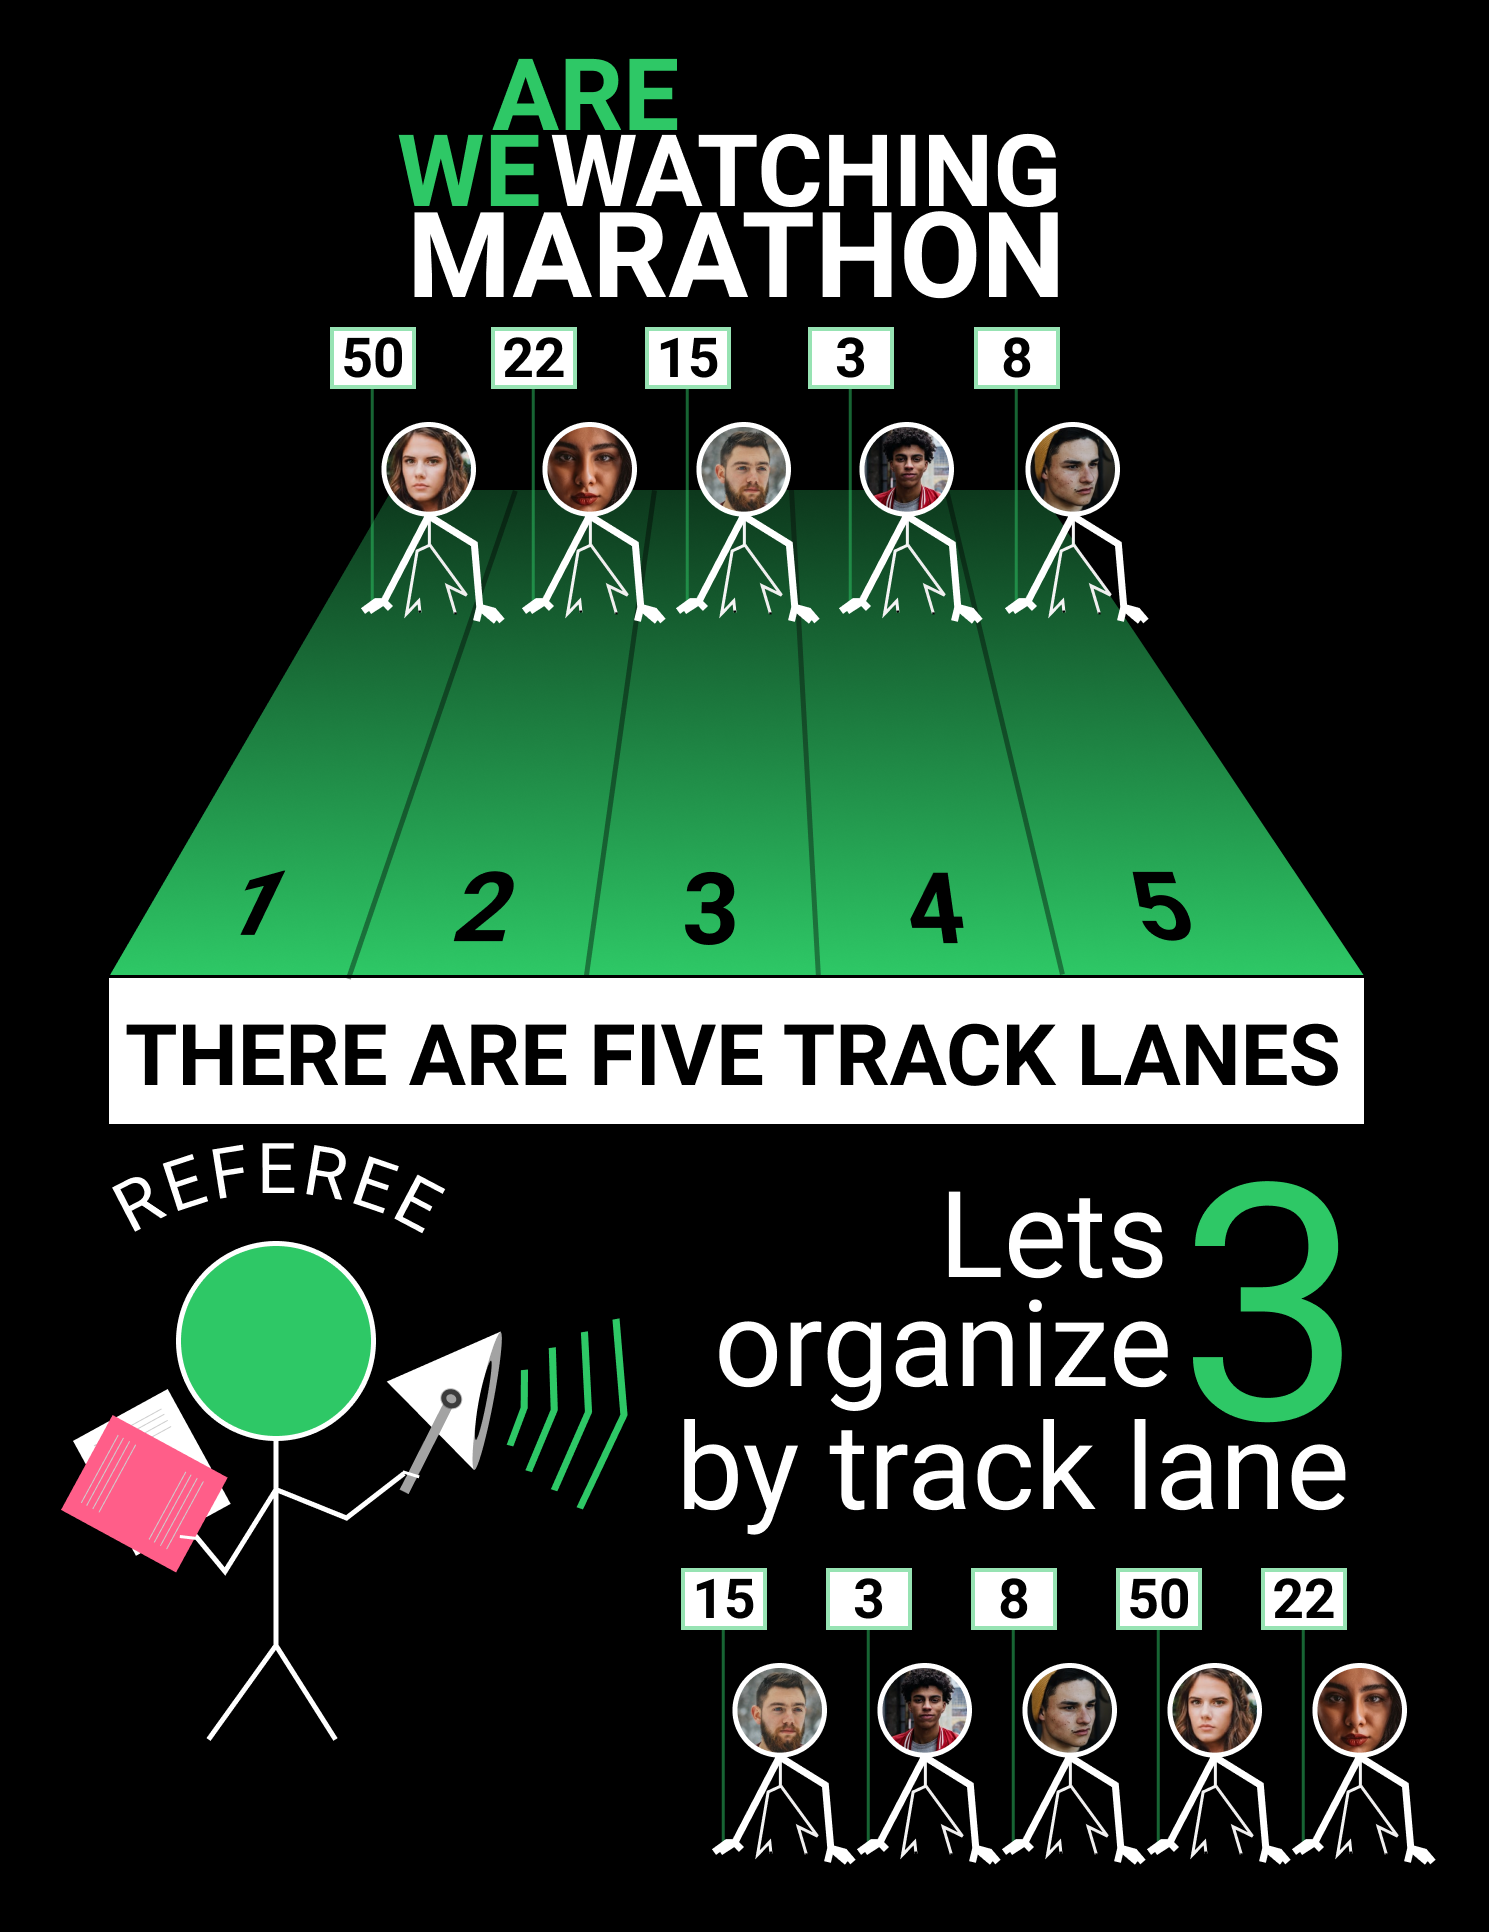 ARE
WE WATCHING
MARATHON
50 22 15 3 8
1 2 3 4 5
THERE ARE FIVE TRACK LANES
REFEREE
Lets 3
organize
by track lane
15 3 8 50 22